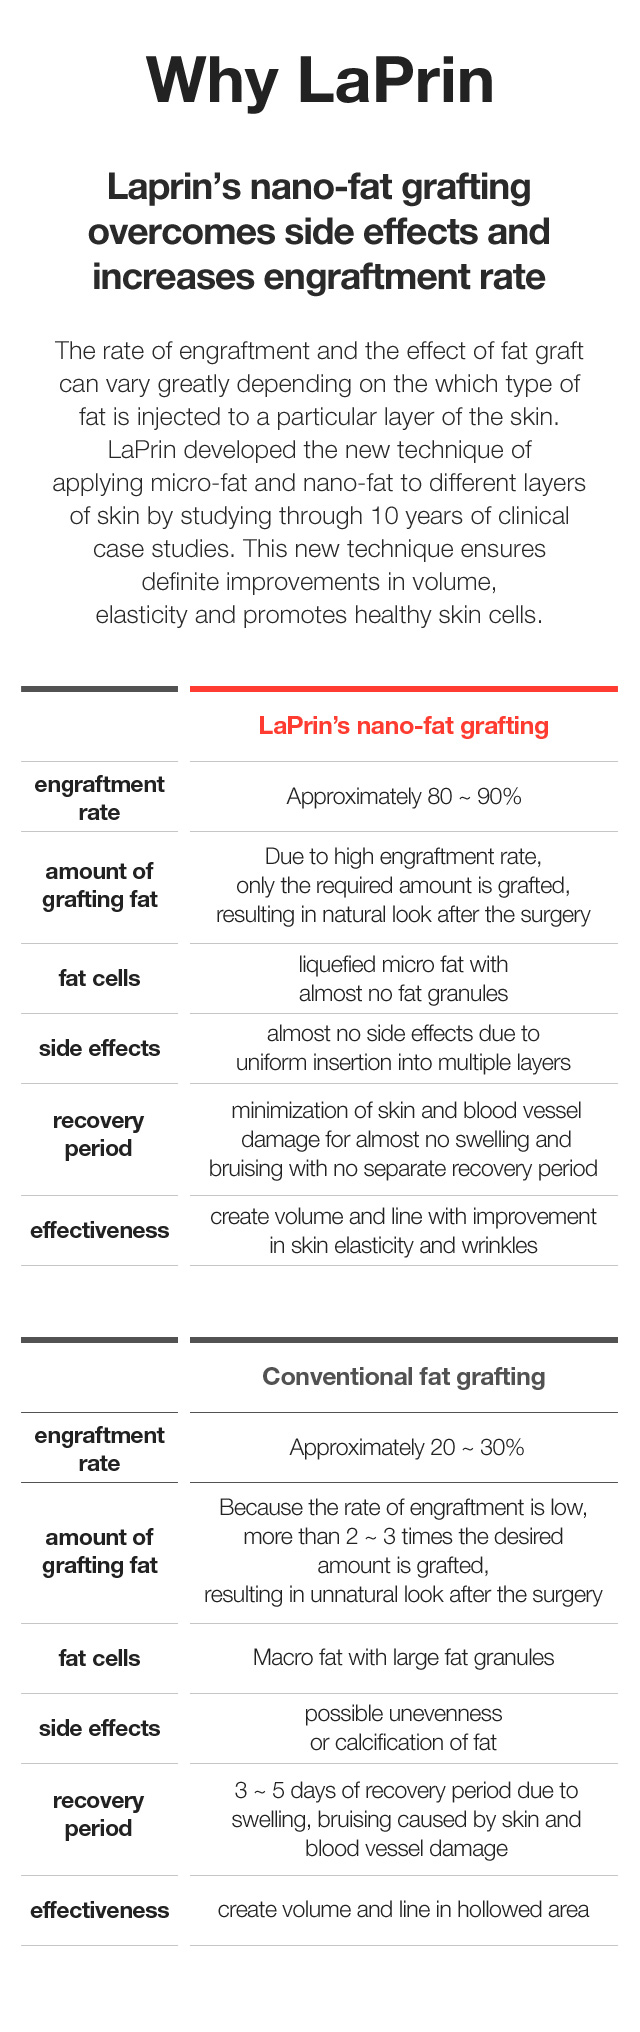 Why LaPrin
Laprin's nano-fat grafting
overcomes side effects and
increases engraftment rate
The rate of engraftment and the effect of fat graft
can vary greatly depending on the which type of
fat is injected to a particular layer of the skin.
LaPrin developed the new technique of
applying micro-fat and nano-fat to different layers
of skin by studying through 10 years of clinical
case studies. This new technique ensures
definite improvements in volume,
elasticity and promotes healthy skin cells.
LaPrin's nano-fat grafting
engraftment
rate
Approximately 80 ~ 90%
amount of
grafting fat
Due to high engraftment rate,
only the required amount is grafted,
resulting in natural look after the surgery
fat cells
liquefied micro fat with
almost no fat granules
side effects
almost no side effects due to
uniform insertion into multiple layers
recovery
period
minimization of skin and blood vessel
damage for almost no swelling and
bruising with no separate recovery period
effectiveness
create volume and line with improvement
in skin elasticity and wrinkles
Conventional fat grafting
engraftment
rate
Approximately 20 ~ 30%
amount of
grafting fat
Because the rate of engraftment is low,
more than 2 ~ 3 times the desired
amount is grafted,
resulting in unnatural look after the surgery
fat cells
Macro fat with large fat granules
side effects
possible unevenness
or calcification of fat
recovery
period
3 ~ 5 days of recovery period due to
swelling, bruising caused by skin and
blood vessel damage
effectiveness
create volume and line in hollowed area